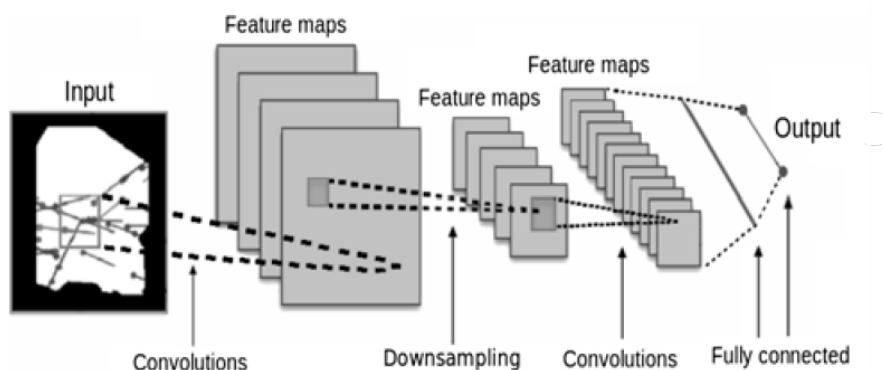 Feature maps
Input
Feature maps
Feature maps
Output
Convolutions
Downsampling
Convolutions
Fully connected